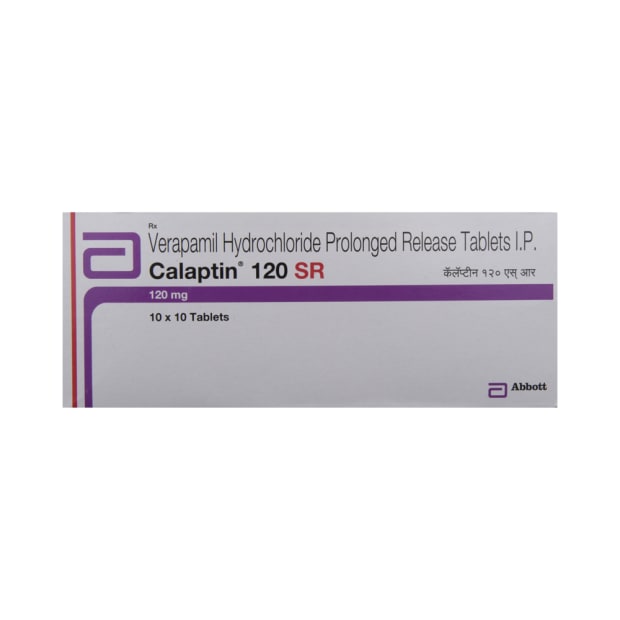 Rx
Verapamil Hydrochloride Prolonged Release Tablets I.P.
Calaptin® 120 SR
कॅलॅप्टीन १२० एस् आर
120 mg
10 x 10 Tablets
Abbott